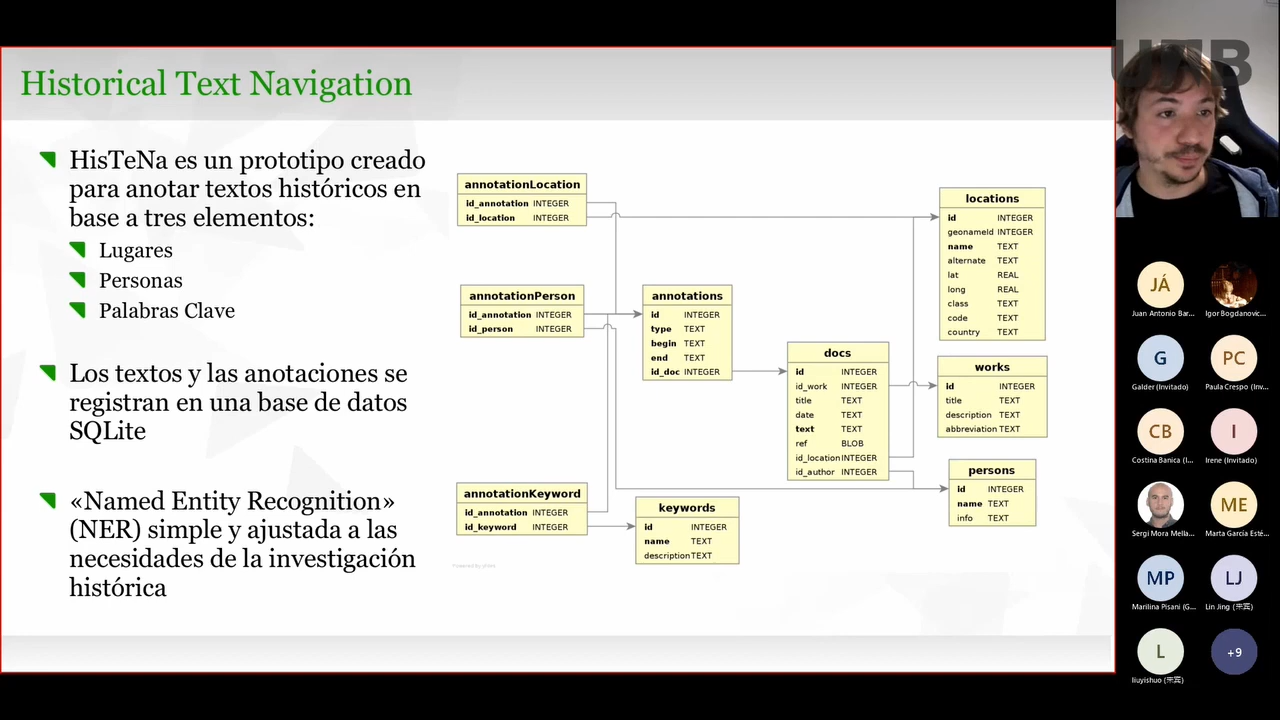 Historical Text Navigation
HisTeNa es un prototipo creado
para anotar textos históricos en
base a tres elementos:
Lugares
Personas
Palabras Clave
Los textos y las anotaciones se
registran en una base de datos
SQLite
«Named Entity Recognition»
(NER) simple y ajustada a las
necesidades de la investigación
histórica
annotationLocation
id_annotation INTEGER
id_location INTEGER
annotationPerson
id_annotation INTEGER
id_person INTEGER
annotationKeyword
id_annotation INTEGER
id_keyword INTEGER
annotations
id INTEGER
type TEXT
begin TEXT
end TEXT
id_doc INTEGER
keywords
id INTEGER
name TEXT
description TEXT
docs
id INTEGER
id_work INTEGER
title TEXT
date TEXT
text TEXT
ref BLOB
id_location INTEGER
id_author INTEGER
locations
id INTEGER
geonameId INTEGER
name TEXT
alternate TEXT
lat REAL
long REAL
class TEXT
code TEXT
country TEXT
works
id INTEGER
title TEXT
description TEXT
abbreviation TEXT
persons
id INTEGER
name TEXT
info TEXT
UAB
JÁ
Juan Antonio Bar...
Igor Bogdanovic...
G
PC
Galder (Invitado)
Paula Crespo (Inv...
CB
I
Costina Banica (I...
Irene (Invitado)
ME
Sergi Mora Mella...
Marta Garcia Esté...
MP
LJ
Marilina Pisani (G...
Lin Jing (来宾)
L
+9
liuyishuo (来宾)